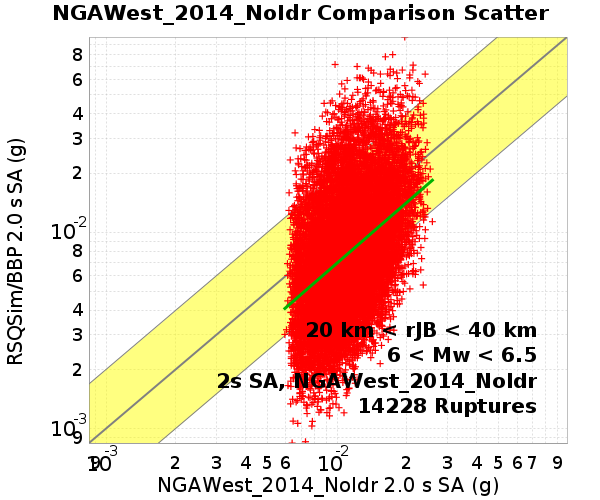 NGAWest_2014_NoIdr Comparison Scatter
RSQSim/BBP 2.0 s SA (g)
8
6
4
3
2
10-2
8
6
4
3
2
10-3
9
20 km < rJB < 40 km
6 < Mw < 6.5
2s SA, NGAWest_2014_NoIdr
14228 Ruptures
9 10-3 2 3 4 5 6 10-2 2 3 4 5 6 7 9
NGAWest_2014_NoIdr 2.0 s SA (g)